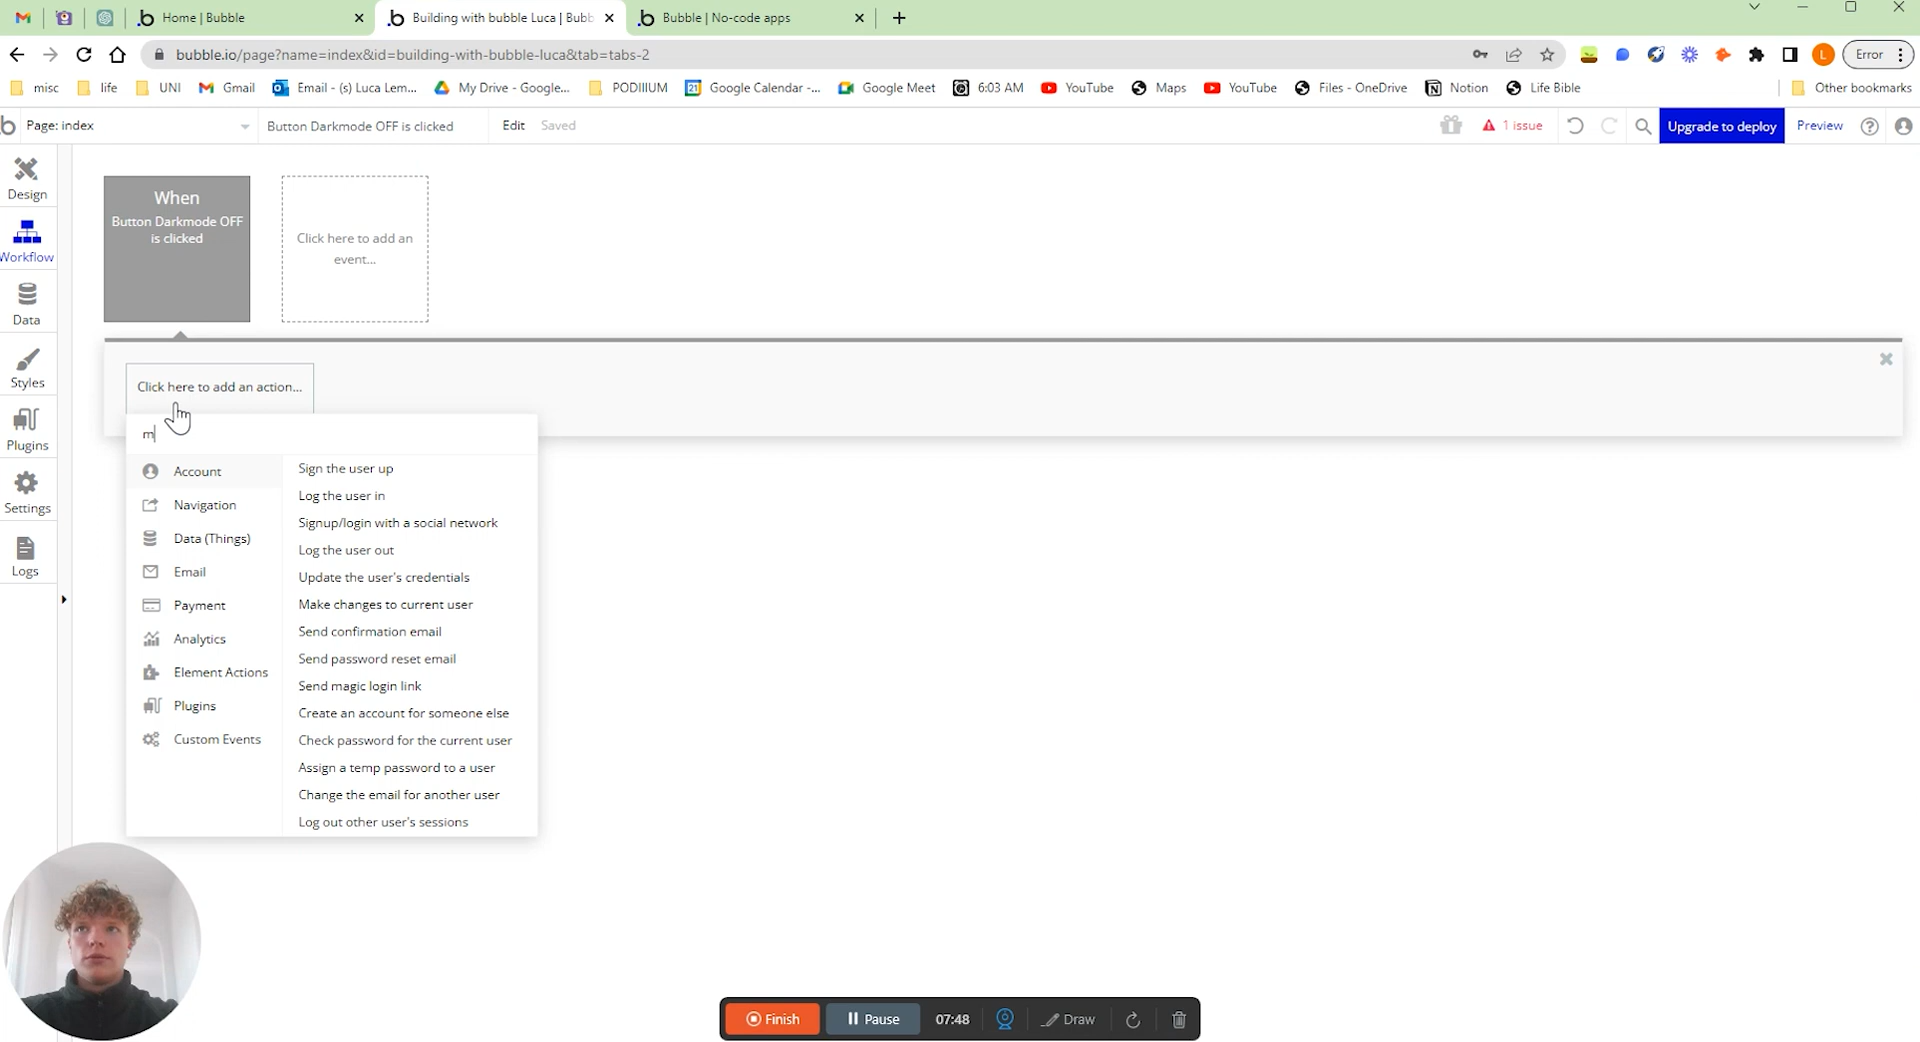 Home | Bubble
Building with bubble Luca | Bubb
Bubble | No-code apps
bubble.io/page?name=index&id=building-with-bubble-luca&tab=tabs-2
Error
misc
life
UNI
Gmail
Email - (s) Luca Lem...
My Drive - Google...
PODIIIUM
Google Calendar -...
Google Meet
6:03 AM
YouTube
Maps
YouTube
Files - OneDrive
Notion
Life Bible
Other bookmarks
Page: index
Button Darkmode OFF is clicked
Edit
Saved
1 issue
Upgrade to deploy
Preview
Design
Workflow
Data
Styles
Plugins
Settings
Logs
When
Button Darkmode OFF
is clicked
Click here to add an
event...
Click here to add an action...
m
Account
Navigation
Data (Things)
Email
Payment
Analytics
Element Actions
Plugins
Custom Events
Sign the user up
Log the user in
Signup/login with a social network
Log the user out
Update the user's credentials
Make changes to current user
Send confirmation email
Send password reset email
Send magic login link
Create an account for someone else
Check password for the current user
Assign a temp password to a user
Change the email for another user
Log out other user's sessions
Finish
Pause
07:48
Draw